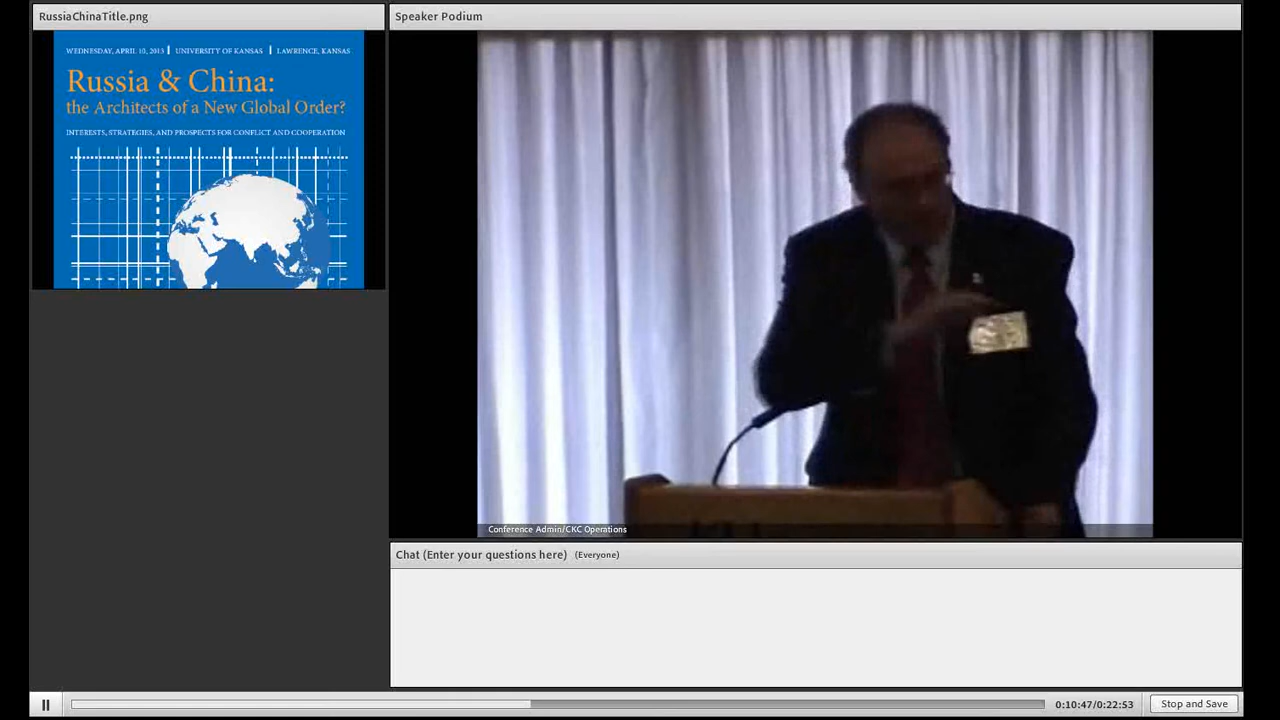 RussiaChinaTitle.png
WEDNESDAY, APRIL 10, 2013 | UNIVERSITY OF KANSAS | LAWRENCE, KANSAS
Russia & China:
the Architects of a New Global Order?
INTERESTS, STRATEGIES, AND PROSPECTS FOR CONFLICT AND COOPERATION
Speaker Podium
Conference Admin/CKC Operations
Chat (Enter your questions here) (Everyone)
0:10:47/0:22:53
Stop and Save